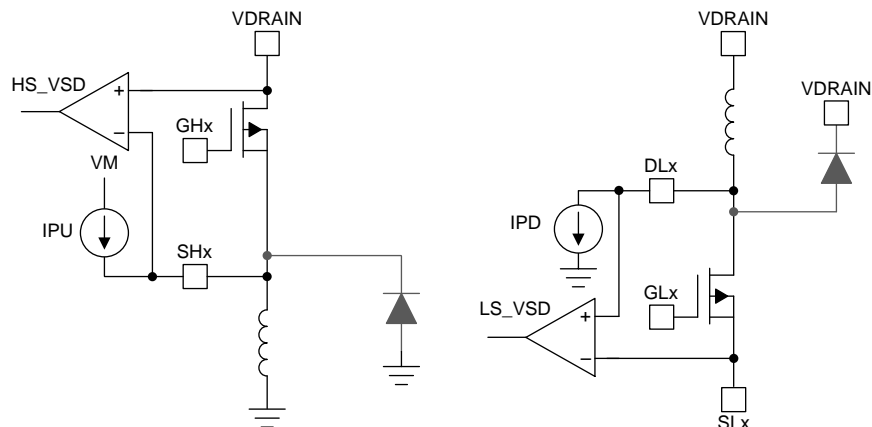 VDRAIN
HS_VSD
+
−
GHx
VM
IPU
SHx
VDRAIN
VDRAIN
DLx
IPD
GLx
LS_VSD
+
−
SLx